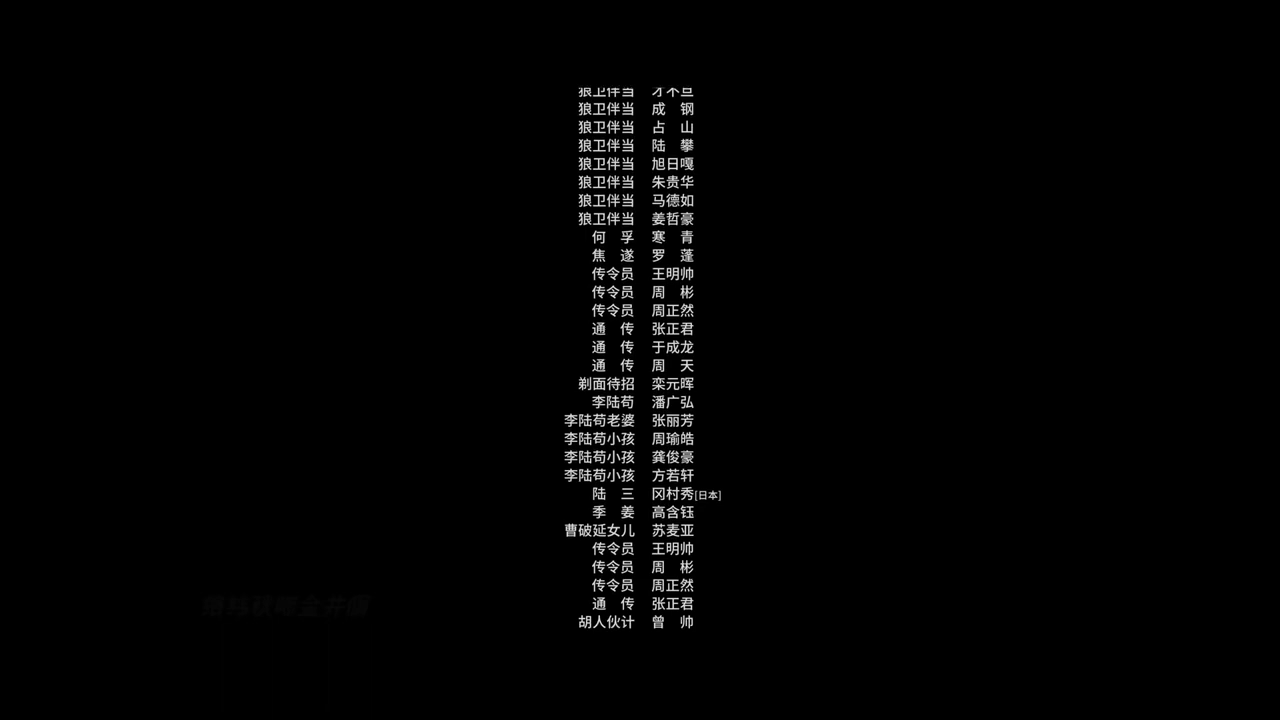 狼卫伴当 才不旦
狼卫伴当 成 钢
狼卫伴当 占 山
狼卫伴当 陆 攀
狼卫伴当 旭日嘎
狼卫伴当 朱贵华
狼卫伴当 马德如
狼卫伴当 姜哲豪
何 孚 寒 青
焦 遂 罗 蓬
传令员 王明帅
传令员 周 彬
传令员 周正然
通 传 张正君
通 传 于成龙
通 传 周 天
剃面待招 栾元晖
李陆苟 潘广弘
李陆苟老婆 张丽芳
李陆苟小孩 周瑜皓
李陆苟小孩 龚俊豪
李陆苟小孩 方若轩
陆 三 冈村秀[日本]
季 姜 高含钰
曹破延女儿 苏麦亚
传令员 王明帅
传令员 周 彬
传令员 周正然
通 传 张正君
胡人伙计 曾 帅